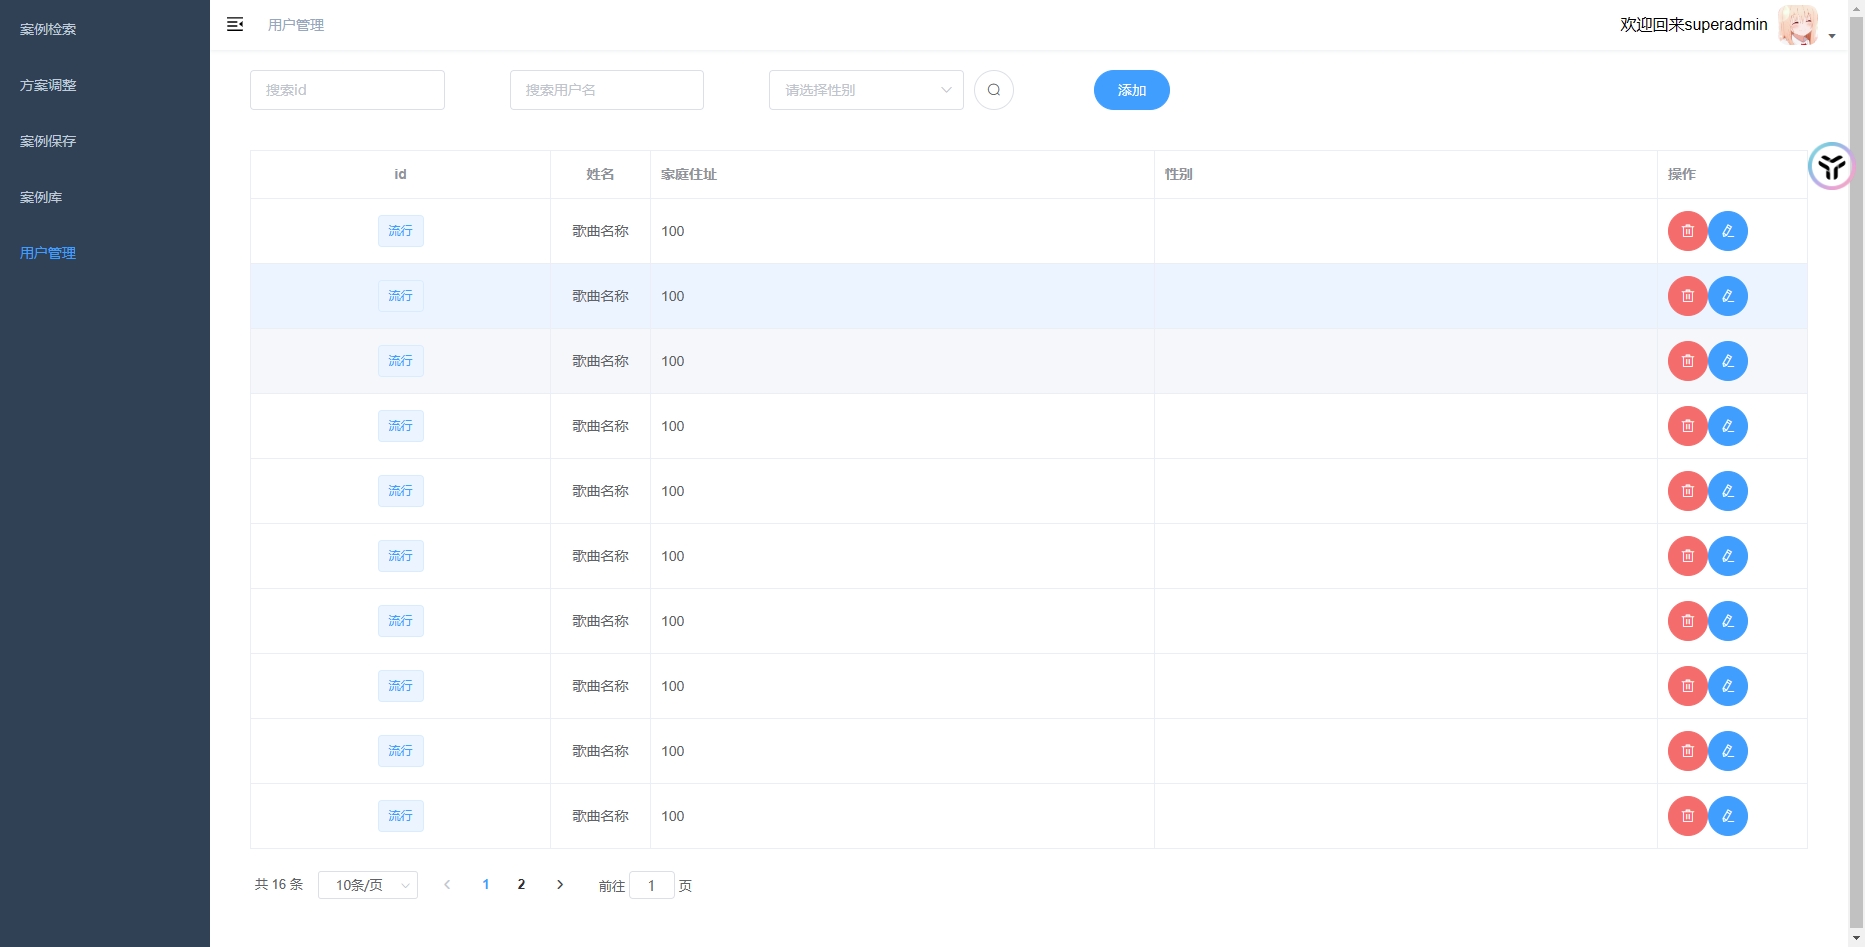 案例检索
方案调整
案例保存
案例库
用户管理
用户管理
欢迎回来superadmin
搜索id 搜索用户名 请选择性别 添加
id 姓名 家庭住址 性别 操作
流行 歌曲名称 100
流行 歌曲名称 100
流行 歌曲名称 100
流行 歌曲名称 100
流行 歌曲名称 100
流行 歌曲名称 100
流行 歌曲名称 100
流行 歌曲名称 100
流行 歌曲名称 100
流行 歌曲名称 100
共 16 条 10条/页 1 2 前往 1 页